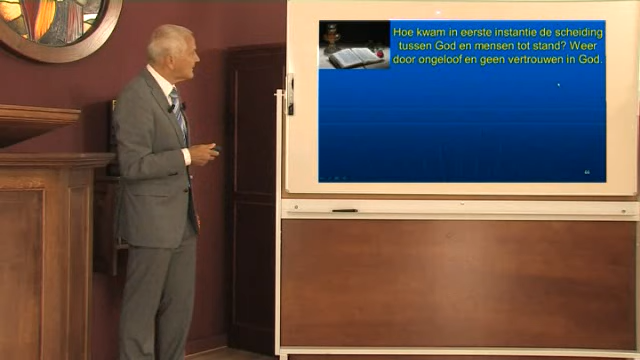 Hoe kwam in eerste instantie de scheiding
tussen God en mensen tot stand? Weer
door ongeloof en geen vertrouwen in God.